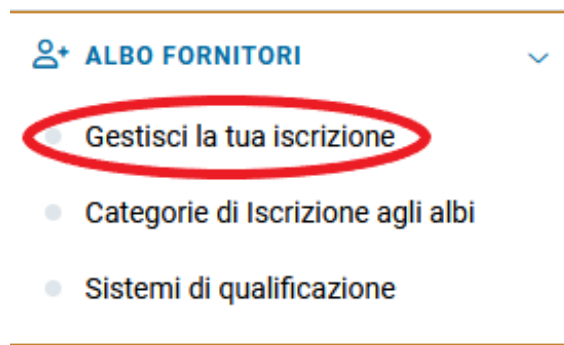 ALBO FORNITORI
Gestisci la tua iscrizione
Categorie di Iscrizione agli albi
Sistemi di qualificazione